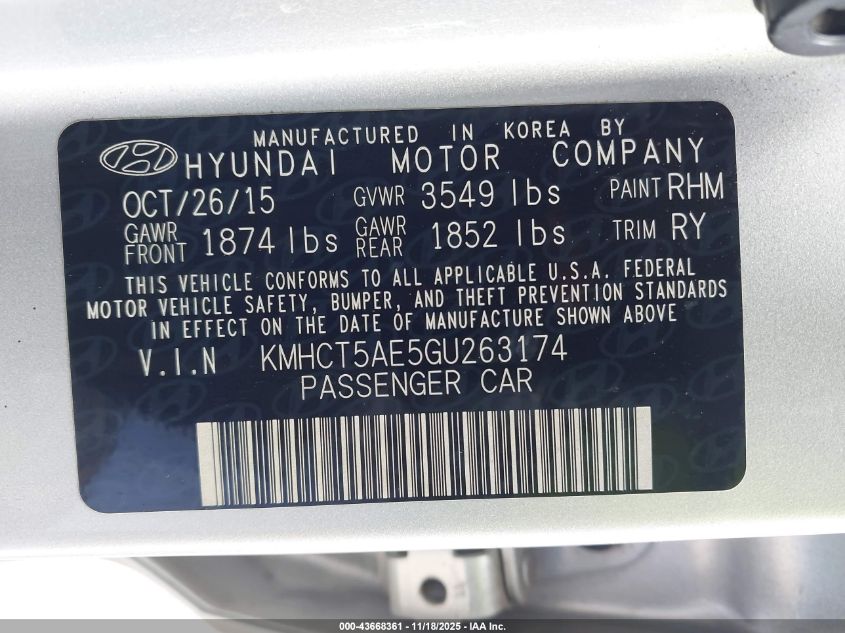 MANUFACTURED IN KOREA BY
HYUNDAI MOTOR COMPANY
OCT/26/15 GVWR 3549 lbs PAINT RHM
GAWR FRONT 1874 lbs GAWR REAR 1852 lbs TRIM RY
THIS VEHICLE CONFORMS TO ALL APPLICABLE U.S.A. FEDERAL
MOTOR VEHICLE SAFETY, BUMPER, AND THEFT PREVENTION STANDARDS
IN EFFECT ON THE DATE OF MANUFACTURE SHOWN ABOVE
V.I.N KMHCT5AE5GU263174
PASSENGER CAR
000-43668361 - 11/18/2025 - IAA Inc.